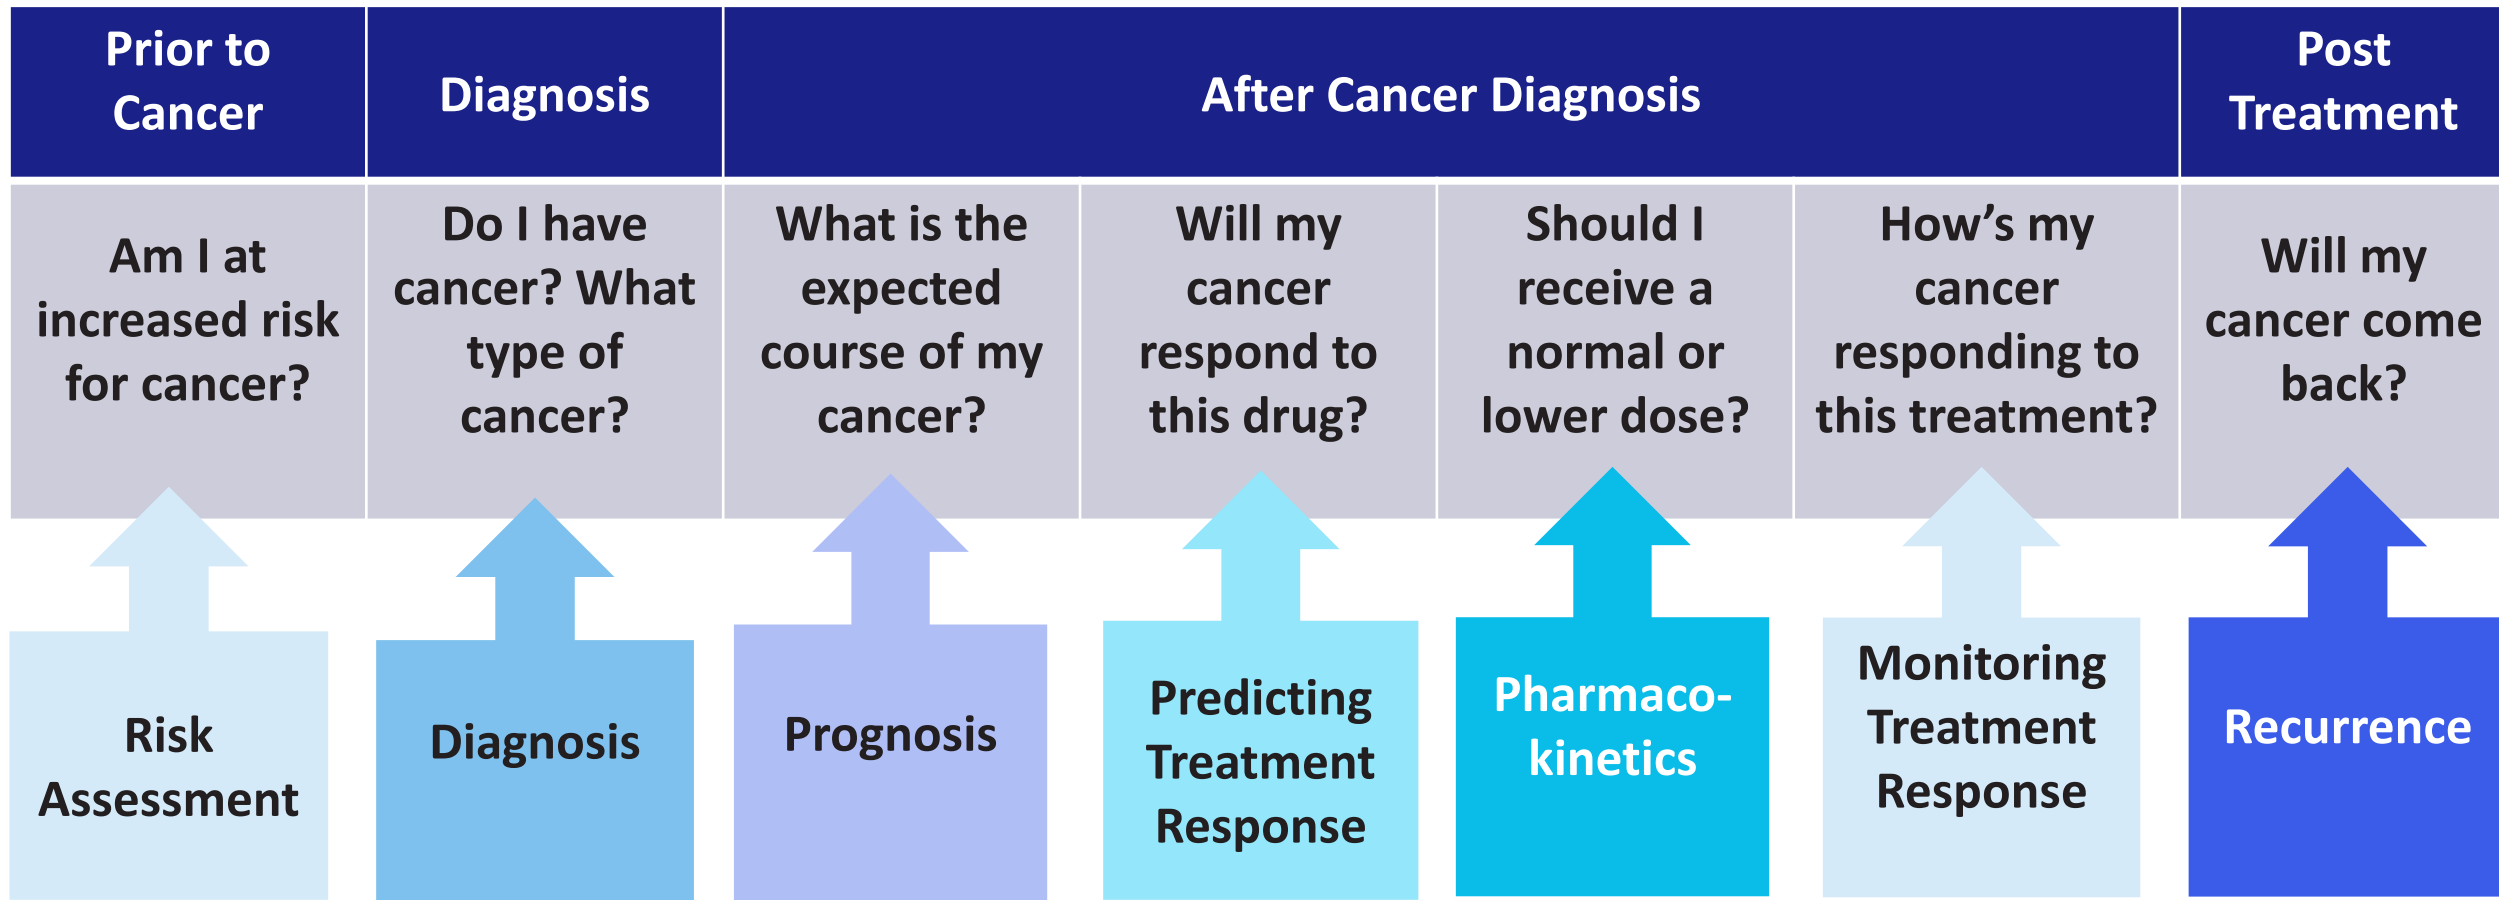 Prior to
Cancer
Diagnosis
After Cancer Diagnosis
Post
Treatment
Am I at
increased risk
for cancer?
Do I have
cancer? What
type of
cancer?
What is the
expected
course of my
cancer?
Will my
cancer
respond to
this drug?
Should I
receive a
normal or
lower dose?
How’s my
cancer
responding to
this treatment?
Will my
cancer come
back?
Risk
Assessment
Diagnosis
Prognosis
Predicting
Treatment
Response
Pharmaco-
kinetics
Monitoring
Treatment
Response
Recurrence